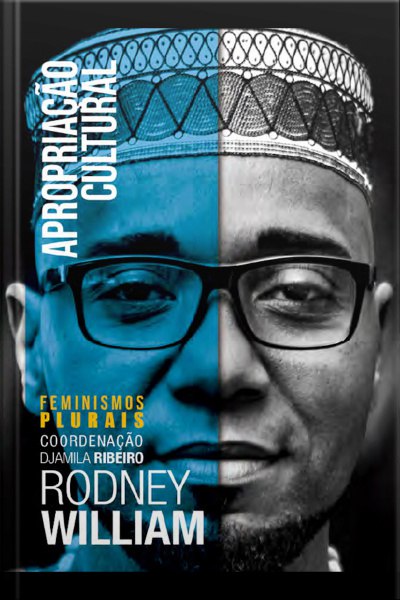 APROPRIAÇÃO
CULTURAL
FEMINISMOS
PLURAIS
COORDENAÇÃO
DJAMILA RIBEIRO
RODNEY
WILLIAM